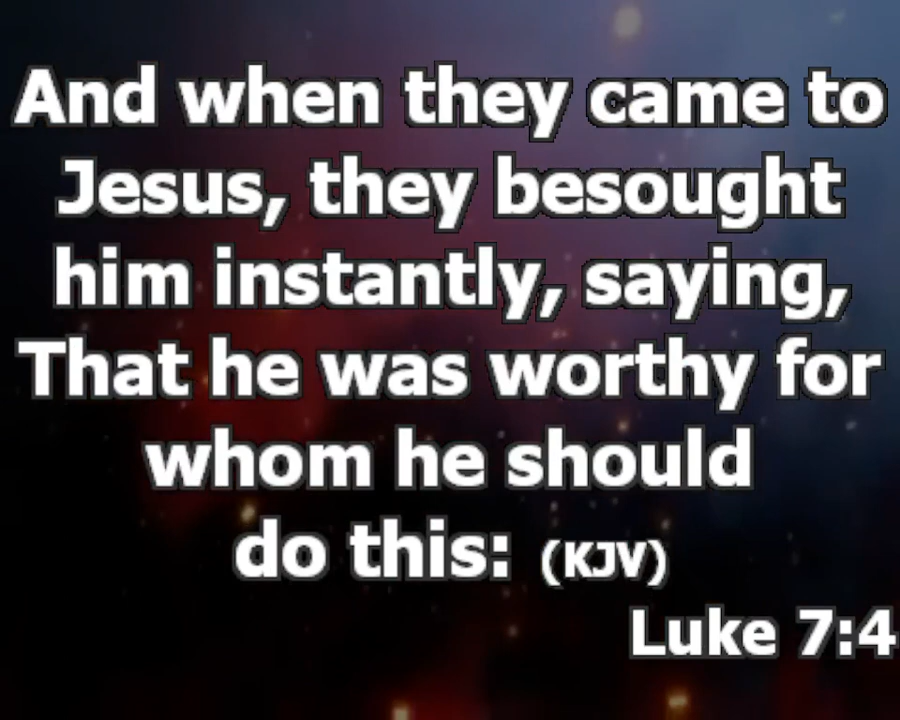 And when they came to
Jesus, they besought
him instantly, saying,
That he was worthy for
whom he should
do this: (KJV)
Luke 7:4